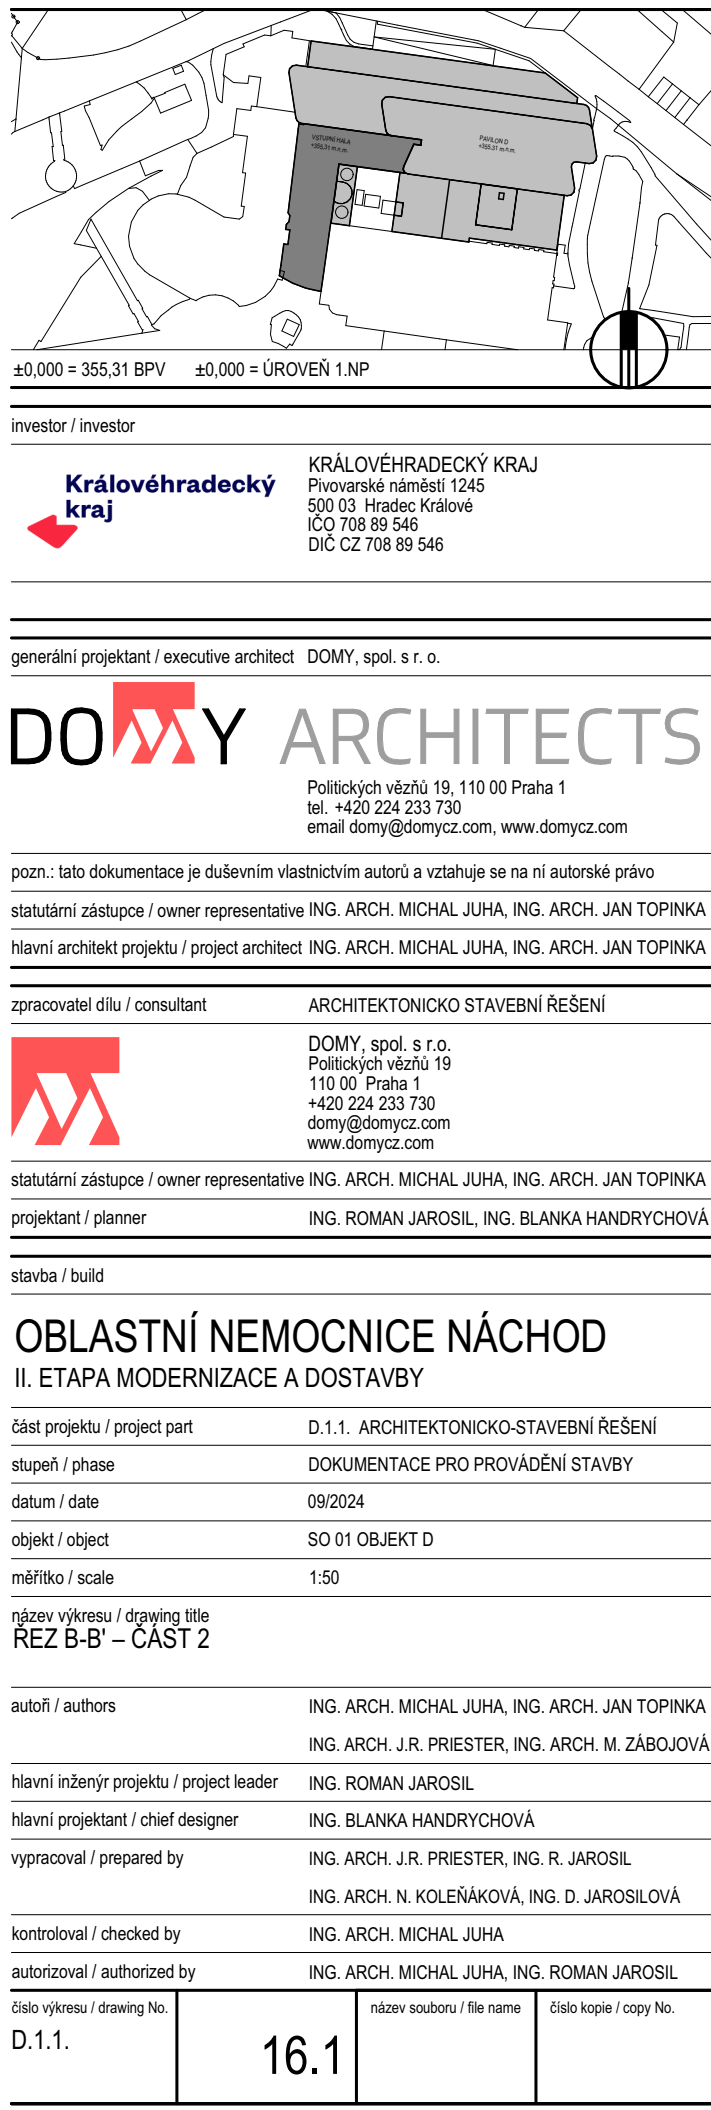 VSTUPNÍ HALA
+355,31 m.n.m.
PAVILON D
+355,31 m.n.m.
±0,000 = 355,31 BPV ±0,000 = ÚROVEŇ 1.NP
investor / investor
Královéhradecký
kraj
KRÁLOVÉHRADECKÝ KRAJ
Pivovarské náměstí 1245
500 03 Hradec Králové
IČO 708 89 546
DIČ CZ 708 89 546
generální projektant / executive architect DOMY, spol. s r. o.
DOMY ARCHITECTS
Politických vězňů 19, 110 00 Praha 1
tel. +420 224 233 730
email domy@domycz.com, www.domycz.com
pozn.: tato dokumentace je duševním vlastnictvím autorů a vztahuje se na ní autorské právo
statutární zástupce / owner representative ING. ARCH. MICHAL JUHA, ING. ARCH. JAN TOPINKA
hlavní architekt projektu / project architect ING. ARCH. MICHAL JUHA, ING. ARCH. JAN TOPINKA
zpracovatel dílu / consultant ARCHITEKTONICKO STAVEBNÍ ŘEŠENÍ
DOMY, spol. s r.o.
Politických vězňů 19
110 00 Praha 1
+420 224 233 730
domy@domycz.com
www.domycz.com
statutární zástupce / owner representative ING. ARCH. MICHAL JUHA, ING. ARCH. JAN TOPINKA
projektant / planner ING. ROMAN JAROSIL, ING. BLANKA HANDRYCHOVÁ
stavba / build
OBLASTNÍ NEMOCNICE NÁCHOD
II. ETAPA MODERNIZACE A DOSTAVBY
část projektu / project part D.1.1. ARCHITEKTONICKO-STAVEBNÍ ŘEŠENÍ
stupeň / phase DOKUMENTACE PRO PROVÁDĚNÍ STAVBY
datum / date 09/2024
objekt / object SO 01 OBJEKT D
měřítko / scale 1:50
název výkresu / drawing title
ŘEZ B-B' – ČÁST 2
autoři / authors ING. ARCH. MICHAL JUHA, ING. ARCH. JAN TOPINKA
ING. ARCH. J.R. PRIESTER, ING. ARCH. M. ZÁBOJOVÁ
hlavní inženýr projektu / project leader ING. ROMAN JAROSIL
hlavní projektant / chief designer ING. BLANKA HANDRYCHOVÁ
vypracoval / prepared by ING. ARCH. J.R. PRIESTER, ING. R. JAROSIL
ING. ARCH. N. KOLEŇÁKOVÁ, ING. D. JAROSILOVÁ
kontroloval / checked by ING. ARCH. MICHAL JUHA
autorizoval / authorized by ING. ARCH. MICHAL JUHA, ING. ROMAN JAROSIL
číslo výkresu / drawing No. název souboru / file name číslo kopie / copy No.
D.1.1. 16.1